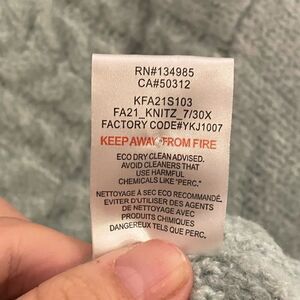 RN#134985
CA#50312
KFA21S103
FA21_KNITZ_7/30X
FACTORY CODE#YKJ1007
KEEP AWAY FROM FIRE
ECO DRY CLEAN ADVISED.
AVOID CLEANERS THAT
USE HARMFUL
CHEMICALS LIKE "PERC."
NETTOYAGE À SEC ECO RECOMMANDÉ.
EVITER D'UTILISER DES AGENTS
DE NETTOYAGE AVEC
PRODUITS CHIMIQUES
DANGEREUX TELS QUE PERC.